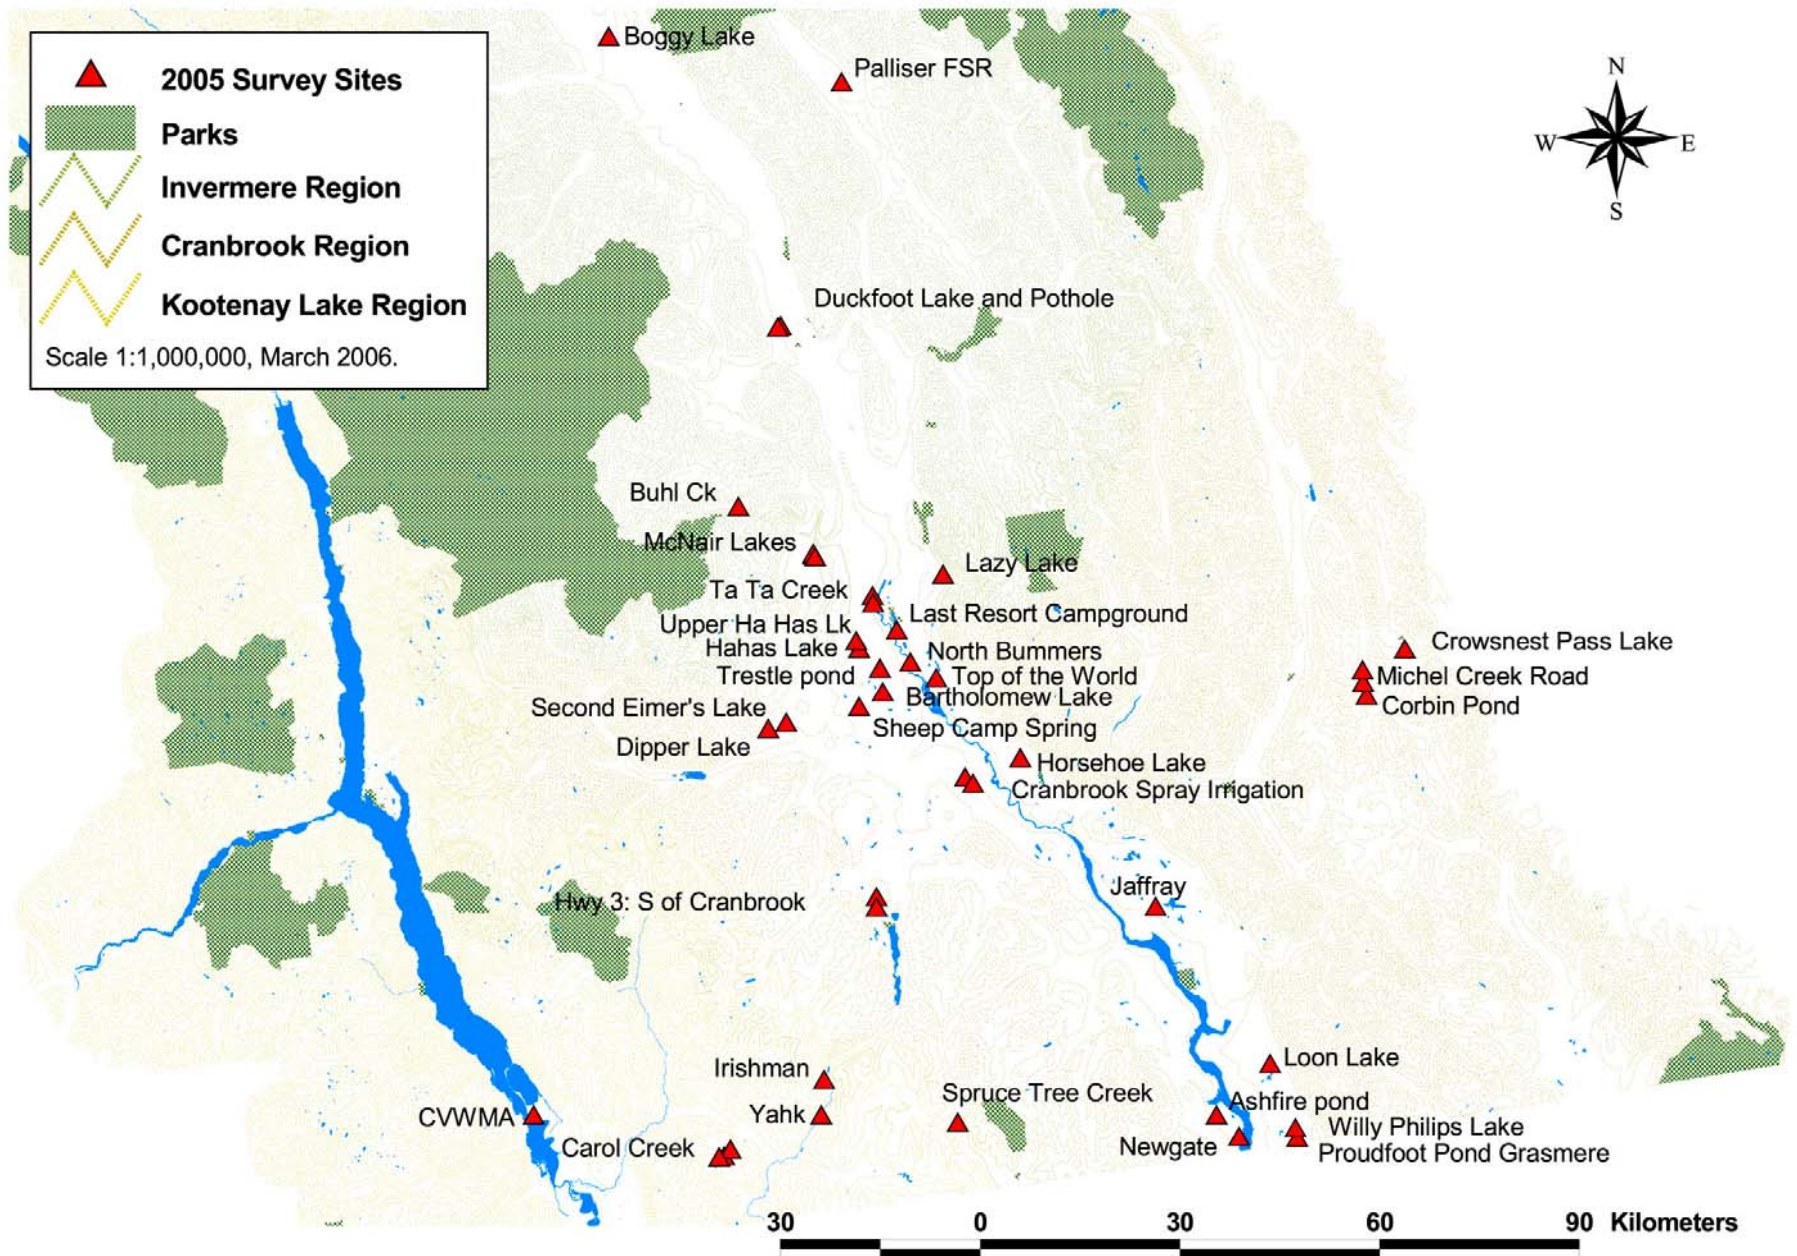 Boggy Lake
Palliser FSR
2005 Survey Sites
Parks
Invermere Region
Cranbrook Region
Kootenay Lake Region
Scale 1:1,000,000, March 2006.
N
W E
S
Duckfoot Lake and Pothole
Buhl Ck
McNair Lakes
Lazy Lake
Ta Ta Creek
Last Resort Campground
Upper Ha Has Lk
Hahas Lake
North Bummers
Crowsnest Pass Lake
Trestle pond
Top of the World
Michel Creek Road
Bartholomew Lake
Corbin Pond
Second Eimer's Lake
Sheep Camp Spring
Dipper Lake
Horsehoe Lake
Cranbrook Spray Irrigation
Jaffray
Hwy 3: S of Cranbrook
Loon Lake
Irishman
Spruce Tree Creek
Ashfire pond
CVWMA
Yahk
Willy Philips Lake
Newgate
Carol Creek
Proudfoot Pond Grasmere
30 0 30 60 90 Kilometers